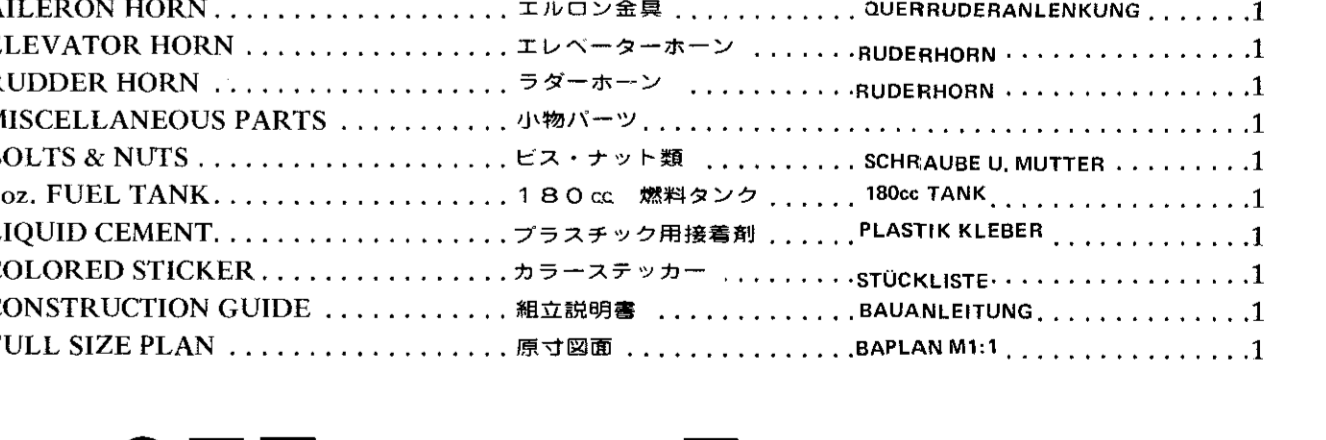 AILERON HORN.................エルロン金具............QUERRUDERANLENKUNG.......1
ELEVATOR HORN.................エレベーターホーン.......RUDERHORN................1
RUDDER HORN..................ラダーホーン...........RUDERHORN................1
MISCELLANEOUS PARTS...........小物パーツ.......................................1
BOLTS & NUTS..................ビス・ナット類..........SCHRAUBE U. MUTTER.........1
oz. FUEL TANK..................180cc 燃料タンク......180cc TANK................1
LIQUID CEMENT..................プラスチック用接着剤......PLASTIK KLEBER............1
COLORED STICKER...............カラーステッカー.........STÜCKLISTE................1
CONSTRUCTION GUIDE............組立説明書............BAUANLEITUNG..............1
FULL SIZE PLAN.................原寸図面..............BAPLAN M1:1................1